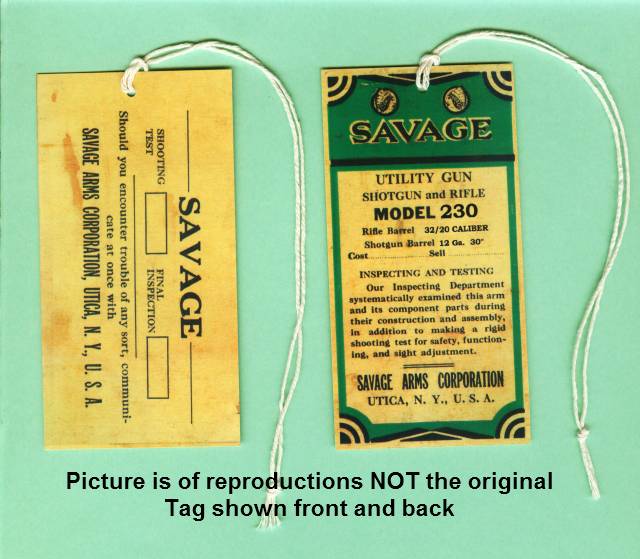 SAVAGE
SHOOTING
TEST
FINAL
INSPECTION
Should you encounter trouble of any sort, communi-
cate at once with
SAVAGE ARMS CORPORATION, UTICA, N. Y., U. S. A.
SAVAGE
UTILITY GUN
SHOTGUN and RIFLE
MODEL 230
Rifle Barrel 32/20 CALIBER
Shotgun Barrel 12 Ga. 30"
Cost Sell
INSPECTING AND TESTING
Our Inspecting Department
systematically examined this arm
and its component parts during
their construction and assembly,
in addition to making a rigid
shooting test for safety, function-
ing, and sight adjustment.
SAVAGE ARMS CORPORATION
UTICA, N. Y., U. S. A.
Picture is of reproductions NOT the original
Tag shown front and back